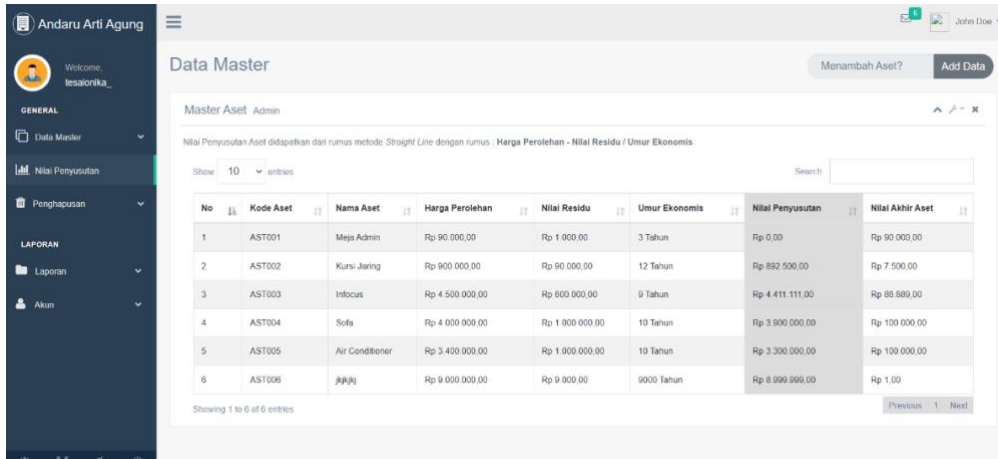 Andaru Arti Agung
6
John Doe
Welcome,
tesalonika_
Data Master
Menambah Aset?
Add Data
GENERAL
Data Master
Nilai Penyusutan
Penghapusan
LAPORAN
Laporan
Akun
Master Aset Admin
Nilai Penyusutan Aset didapatkan dari rumus metode Straight Line dengan rumus : Harga Perolehan - Nilai Residu / Umur Ekonomis
Show 10 entries
Search:
No Kode Aset Nama Aset Harga Perolehan Nilai Residu Umur Ekonomis Nilai Penyusutan Nilai Akhir Aset
1 AST001 Meja Admin Rp 90.000,00 Rp 1.000,00 3 Tahun Rp 0,00 Rp 90.000,00
2 AST002 Kursi Jaring Rp 900.000,00 Rp 90.000,00 12 Tahun Rp 892.500,00 Rp 7.500,00
3 AST003 Infocus Rp 4.500.000,00 Rp 800.000,00 9 Tahun Rp 4.411.111,00 Rp 88.889,00
4 AST004 Sofa Rp 4.000.000,00 Rp 1.000.000,00 10 Tahun Rp 3.900.000,00 Rp 100.000,00
5 AST005 Air Conditioner Rp 3.400.000,00 Rp 1.000.000,00 10 Tahun Rp 3.300.000,00 Rp 100.000,00
6 AST006 Rp 9.000.000,00 Rp 9.000,00 9000 Tahun Rp 8.999.999,00 Rp 1,00
Showing 1 to 6 of 6 entries
Previous 1 Next